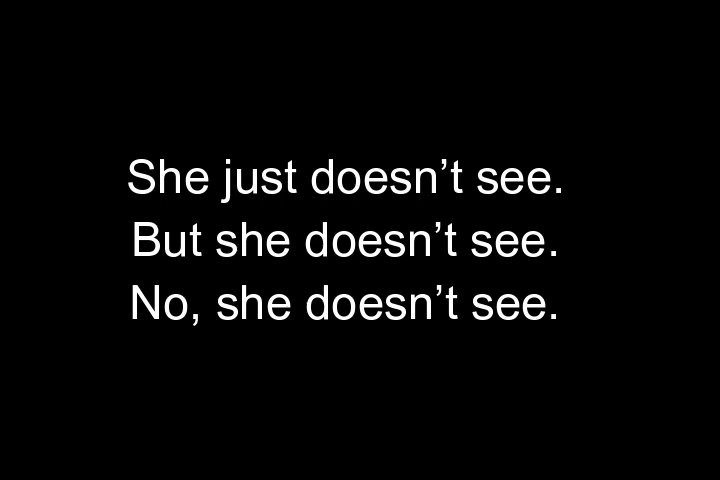 She just doesn’t see.
But she doesn’t see.
No, she doesn’t see.